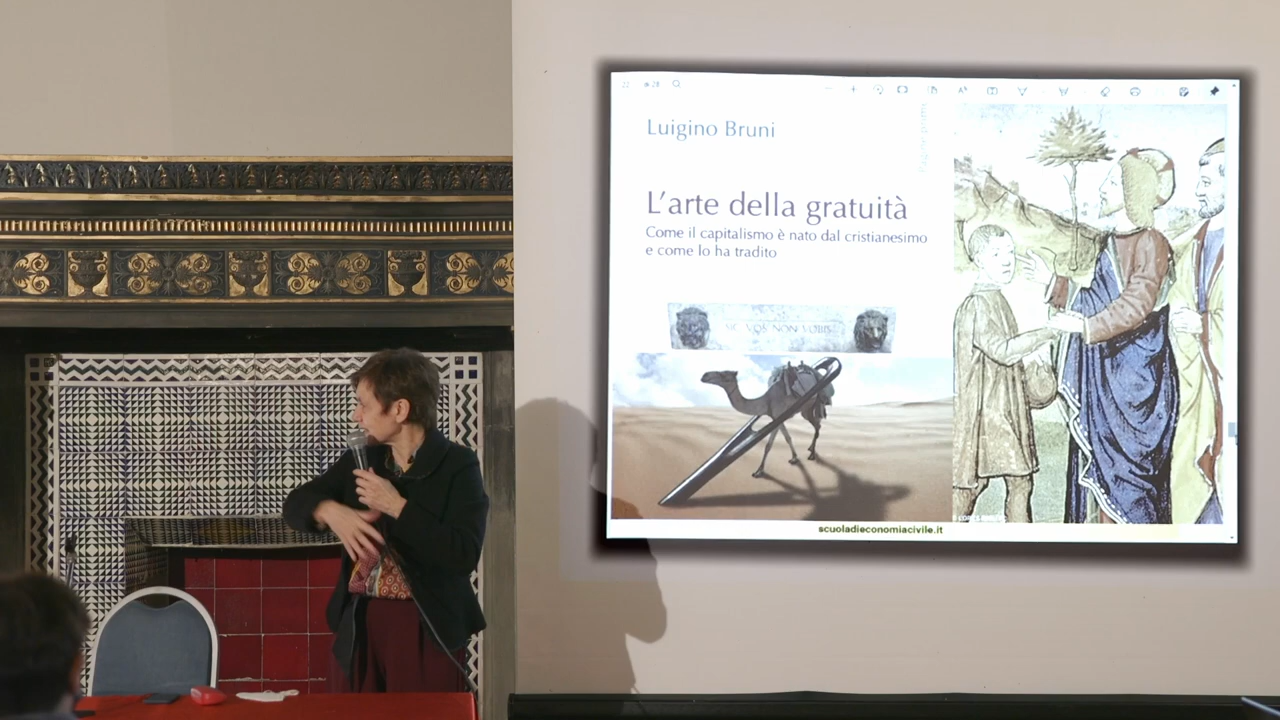 Luigino Bruni
L'arte della gratuità
Come il capitalismo è nato dal cristianesimo
e come lo ha tradito
SIC VOS NON VOBIS
scuoladieconomiacivile.it